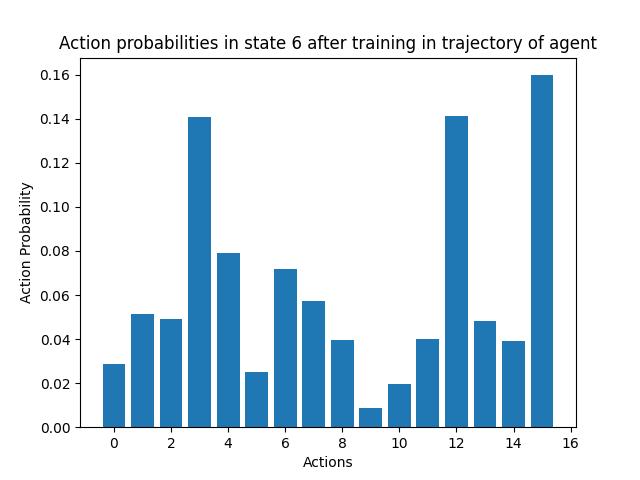 Action probabilities in state 6 after training in trajectory of agent
0.16
0.14
0.12
0.10
0.08
0.06
0.04
0.02
0.00
Action Probability
0 2 4 6 8 10 12 14 16
Actions